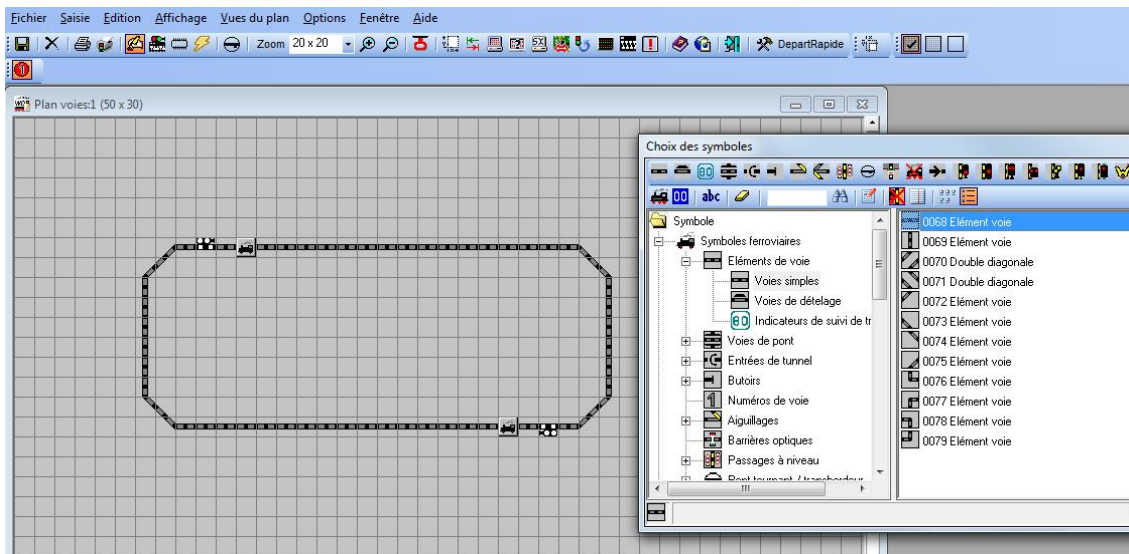 Fichier Saisie Edition Affichage Vues du plan Options Fenêtre Aide
Zoom 20 x 20 DepartRapide
Plan voies:1 (50 x 30)
Choix des symboles
abc
Symbole
Symboles ferroviaires
Eléments de voie
Voies simples
Voies de dételage
Indicateurs de suivi de tr
Voies de pont
Entrées de tunnel
Butoirs
Numéros de voie
Aiguillages
Barrières optiques
Passages à niveau
Pont tournant / transbordeur
0068 Elément voie
0069 Elément voie
0070 Double diagonale
0071 Double diagonale
0072 Elément voie
0073 Elément voie
0074 Elément voie
0075 Elément voie
0076 Elément voie
0077 Elément voie
0078 Elément voie
0079 Elément voie